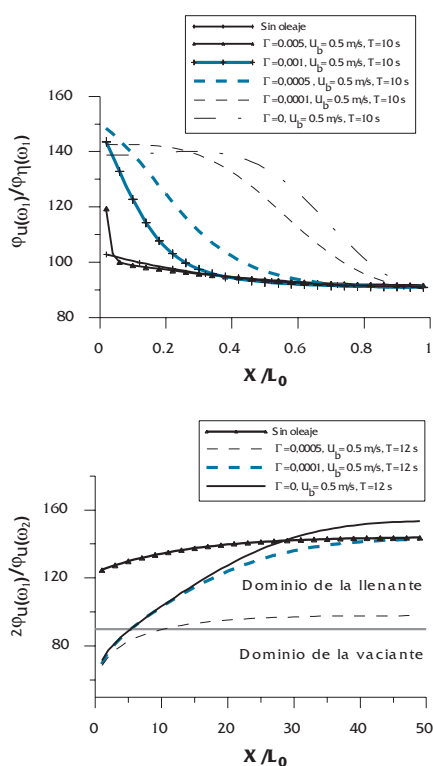 Sin oleaje
Γ=0.005, U_b= 0.5 m/s, T=10 s
Γ=0,001, U_b= 0.5 m/s, T=10s
Γ=0,0005 , U_b= 0.5 m/s, T=10s
Γ=0,0001, U_b= 0.5 m/s, T=10s
Γ=0, U_b= 0.5 m/s, T=10 s
φu(ω₁)/φη(ω₁)
160
140
120
100
80
0 0.2 0.4 0.6 0.8 1
X /L₀
Sin oleaje
Γ=0,0005, U_b= 0.5 m/s, T=12 s
Γ=0,0001, U_b= 0.5 m/s, T=12 s
Γ=0, U_b= 0.5 m/s, T=12 s
2φu(ω₁)/φu(ω₂)
160
120
80
40
Dominio de la llenante
Dominio de la vaciante
0 10 20 30 40 50
X /L₀